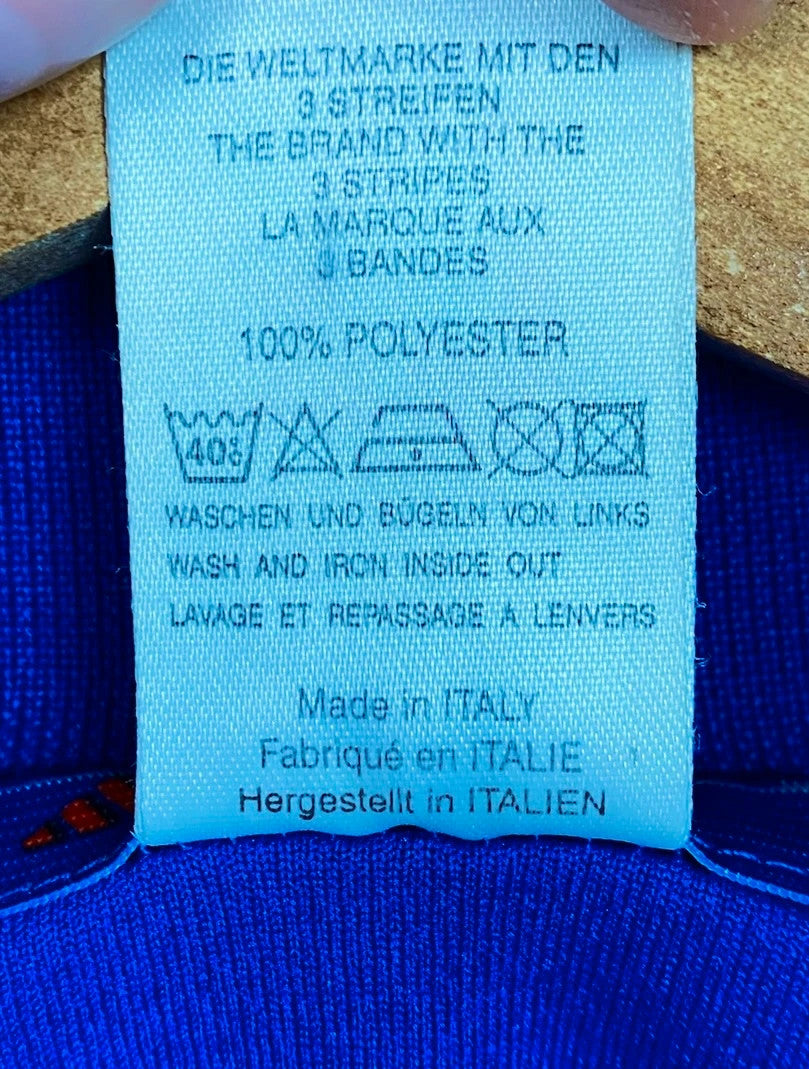 DIE WELTMARKE MIT DEN
3 STREIFEN
THE BRAND WITH THE
3 STRIPES
LA MARQUE AUX
3 BANDES
100% POLYESTER
40°
WASCHEN UND BÜGELN VON LINKS
WASH AND IRON INSIDE OUT
LAVAGE ET REPASSAGE A LENVERS
Made in ITALY
Fabriqué en ITALIE
Hergestellt in ITALIEN